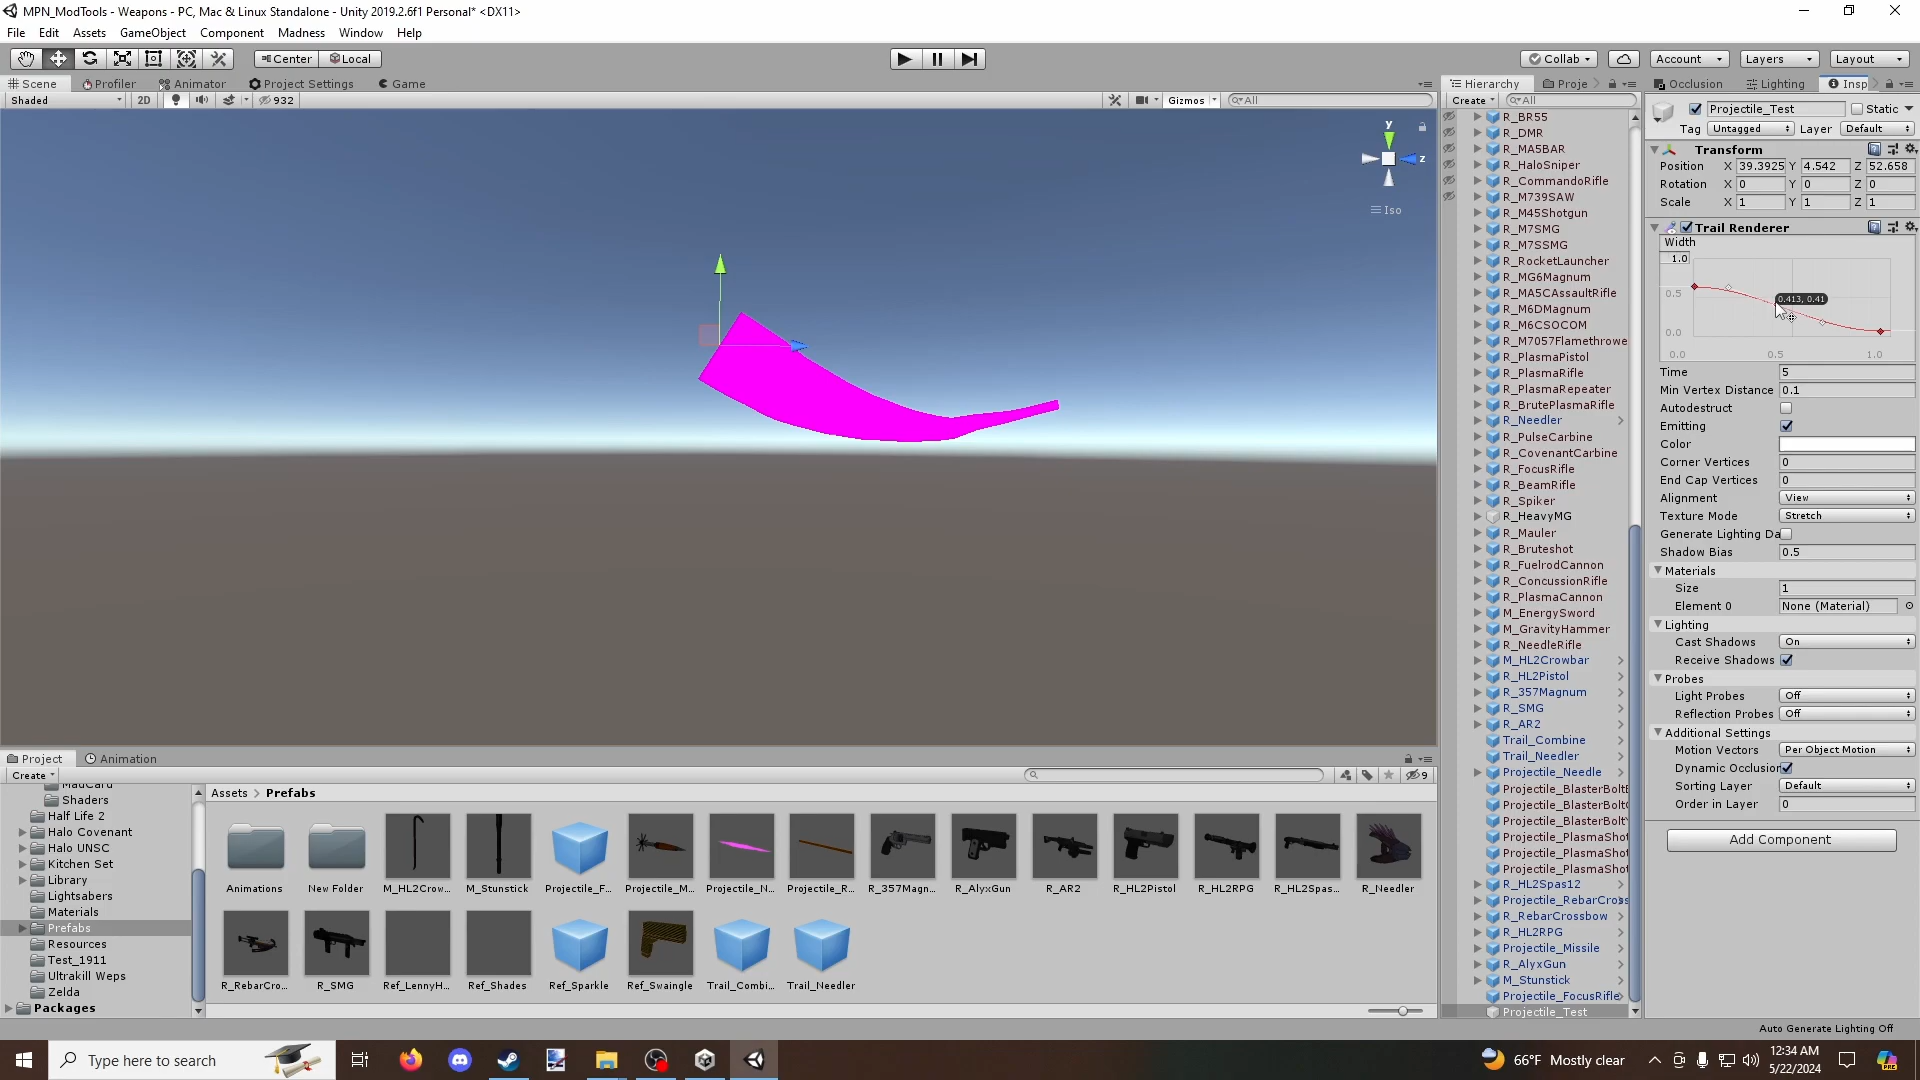 MPN_ModTools - Weapons - PC, Mac & Linux Standalone - Unity 2019.2.6f1 Personal* <DX11>
File Edit Assets GameObject Component Madness Window Help
Center Local Collab Account Layers Layout
Scene Profiler Animator Project Settings Game
Shaded 2D 932 Gizmos All
y
z
Iso
Hierarchy Proje
Create All
R_BR55
R_DMR
R_MA5BAR
R_HaloSniper
R_CommandoRifle
R_M739SAW
R_M45Shotgun
R_M7SMG
R_M7SSMG
R_RocketLauncher
R_MG6Magnum
R_MA5CAssaultRifle
R_M6DMagnum
R_M6CSOCOM
R_M7057Flamethrowe
R_PlasmaPistol
R_PlasmaRifle
R_PlasmaRepeater
R_BrutePlasmaRifle
R_Needler
R_PulseCarbine
R_CovenantCarbine
R_FocusRifle
R_BeamRifle
R_Spiker
R_HeavyMG
R_Mauler
R_Bruteshot
R_FuelrodCannon
R_ConcussionRifle
R_PlasmaCannon
M_EnergySword
M_GravityHammer
R_NeedleRifle
M_HL2Crowbar
R_HL2Pistol
R_357Magnum
R_SMG
R_AR2
Trail_Combine
Trail_Needler
Projectile_Needle
Projectile_BlasterBolt
Projectile_BlasterBolt
Projectile_BlasterBolt
Projectile_PlasmaShot
Projectile_PlasmaShot
Projectile_PlasmaShot
R_HL2Spas12
Projectile_RebarCross
R_RebarCrossbow
R_HL2RPG
Projectile_Missile
R_AlyxGun
M_Stunstick
Projectile_FocusRifle
Projectile_Test
Occlusion Lighting Insp
Projectile_Test Static
Tag Untagged Layer Default
Transform
Position X 39.3925 Y 4.542 Z 52.658
Rotation X 0 Y 0 Z 0
Scale X 1 Y 1 Z 1
Trail Renderer
Width
1.0
0.5
0.413, 0.41
0.0
0.0 0.5 1.0
Time 5
Min Vertex Distance 0.1
Autodestruct
Emitting
Color
Corner Vertices 0
End Cap Vertices 0
Alignment View
Texture Mode Stretch
Generate Lighting Da
Shadow Bias 0.5
Materials
Size 1
Element 0 None (Material)
Lighting
Cast Shadows On
Receive Shadows
Probes
Light Probes Off
Reflection Probes Off
Additional Settings
Motion Vectors Per Object Motion
Dynamic Occlusion
Sorting Layer Default
Order in Layer 0
Add Component
Project Animation
Create 9
Shaders
Half Life 2
Halo Covenant
Halo UNSC
Kitchen Set
Library
Lightsabers
Materials
Prefabs
Resources
Test_1911
Ultrakill Weps
Zelda
Packages
Assets > Prefabs
Animations New Folder M_HL2Crow... M_Stunstick Projectile_F... Projectile_M... Projectile_N... Projectile_R... R_357Magn... R_AlyxGun R_AR2 R_HL2Pistol R_HL2RPG R_HL2Spas... R_Needler
R_RebarCro... R_SMG Ref_LennyH... Ref_Shades Ref_Sparkle Ref_Swaingle Trail_Combi... Trail_Needler
Auto Generate Lighting Off
Type here to search
66°F Mostly clear
12:34 AM
5/22/2024
PRE